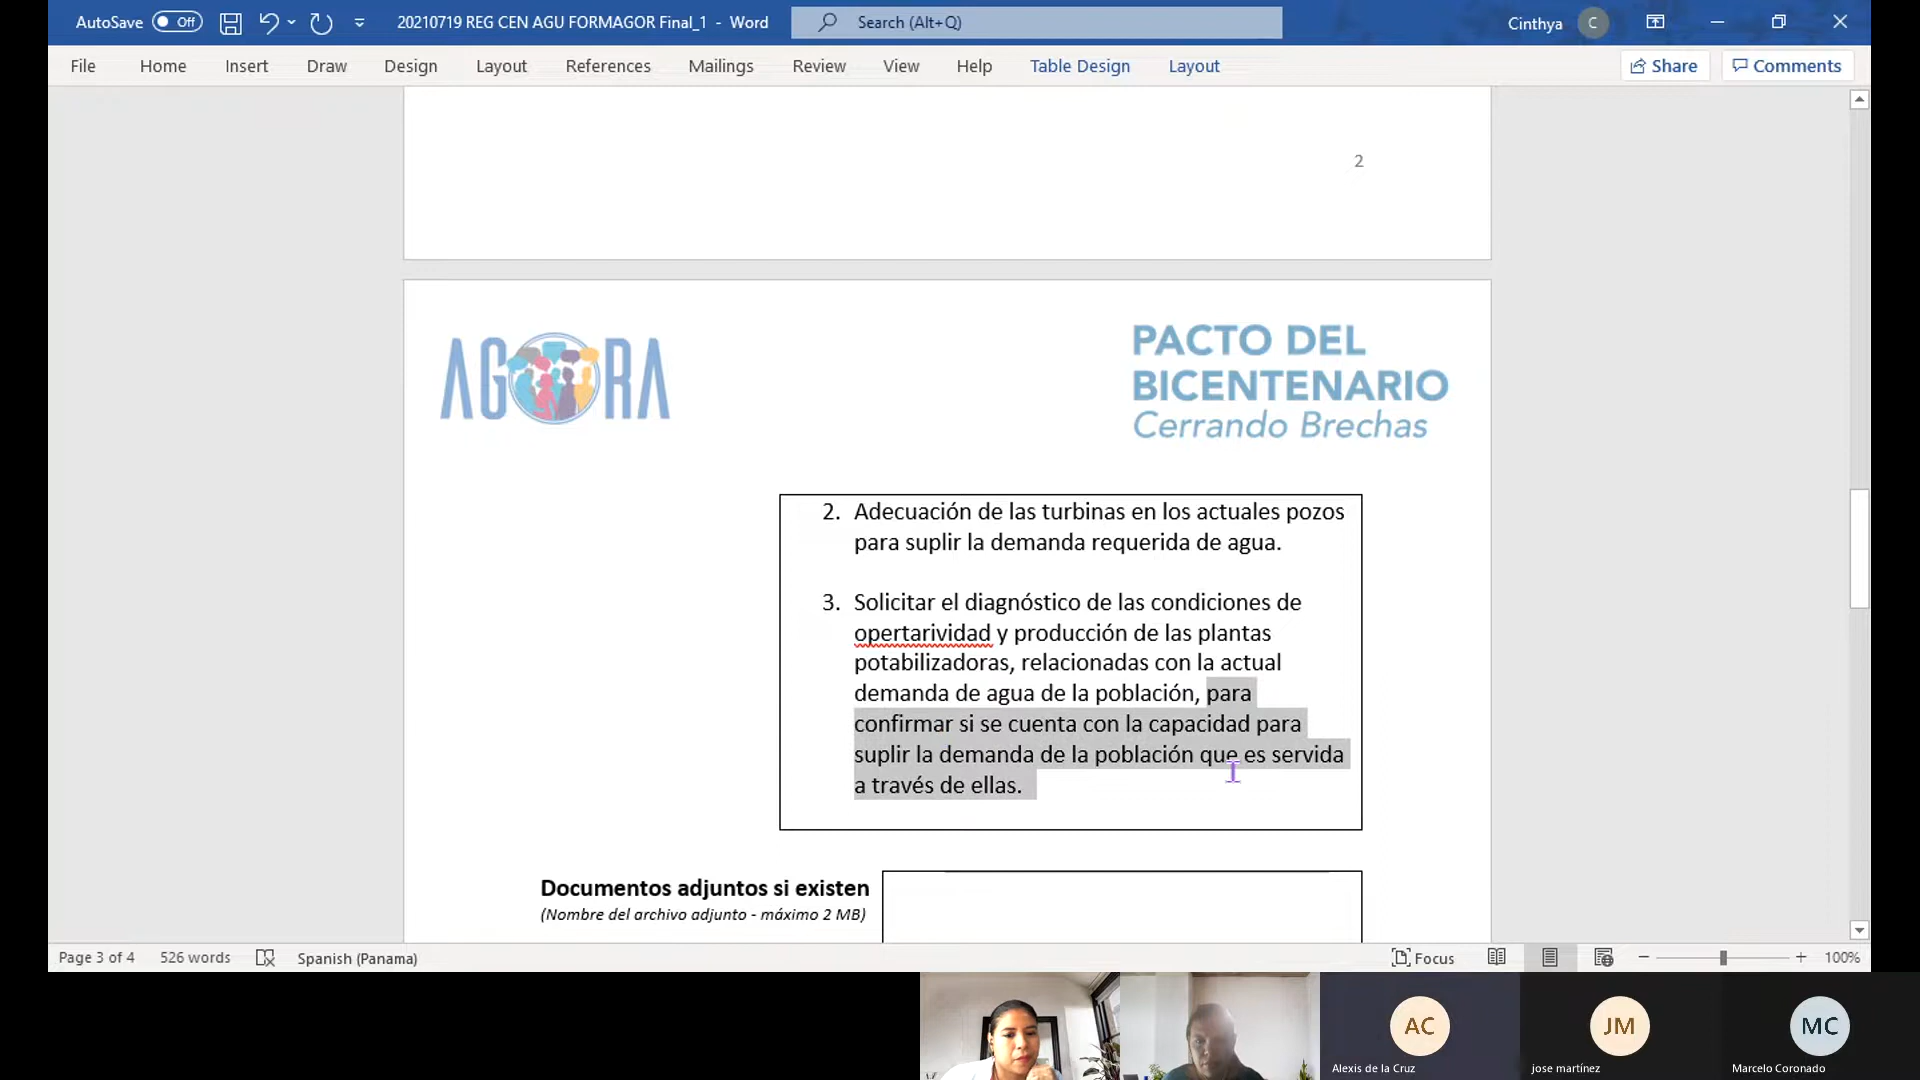 AutoSave Off 20210719 REG CEN AGU FORMAGOR Final_1 - Word Search (Alt+Q) Cinthya C
File Home Insert Draw Design Layout References Mailings Review View Help Table Design Layout Share Comments
2
AGORA
PACTO DEL
BICENTENARIO
Cerrando Brechas
2. Adecuación de las turbinas en los actuales pozos
para suplir la demanda requerida de agua.
3. Solicitar el diagnóstico de las condiciones de
opertarividad y producción de las plantas
potabilizadoras, relacionadas con la actual
demanda de agua de la población, para
confirmar si se cuenta con la capacidad para
suplir la demanda de la población que es servida
a través de ellas.
Documentos adjuntos si existen
(Nombre del archivo adjunto - máximo 2 MB)
Page 3 of 4 526 words Spanish (Panama) Focus 100%
AC JM MC
Alexis de la Cruz jose martínez Marcelo Coronado